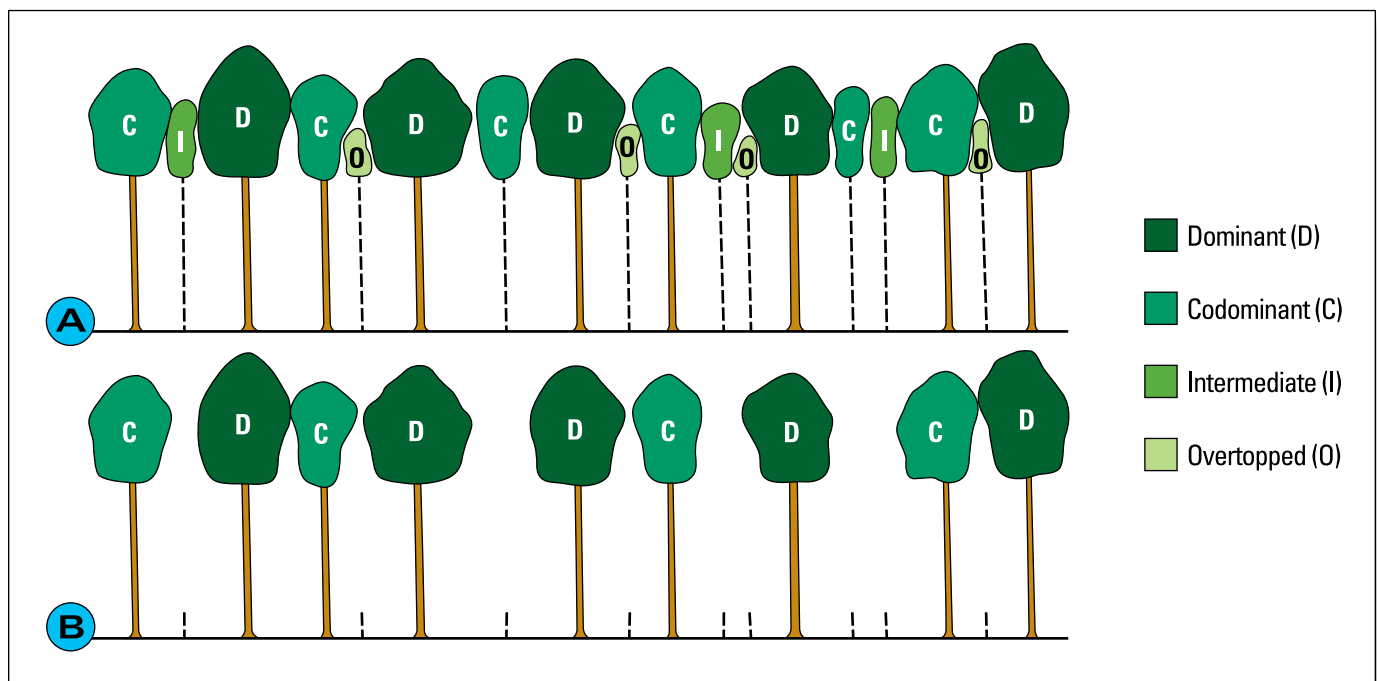 C I D C O D C D O C I O D C I C O D
A
Dominant (D)
Codominant (C)
Intermediate (I)
Overtopped (O)
C D C D D C D C D
B